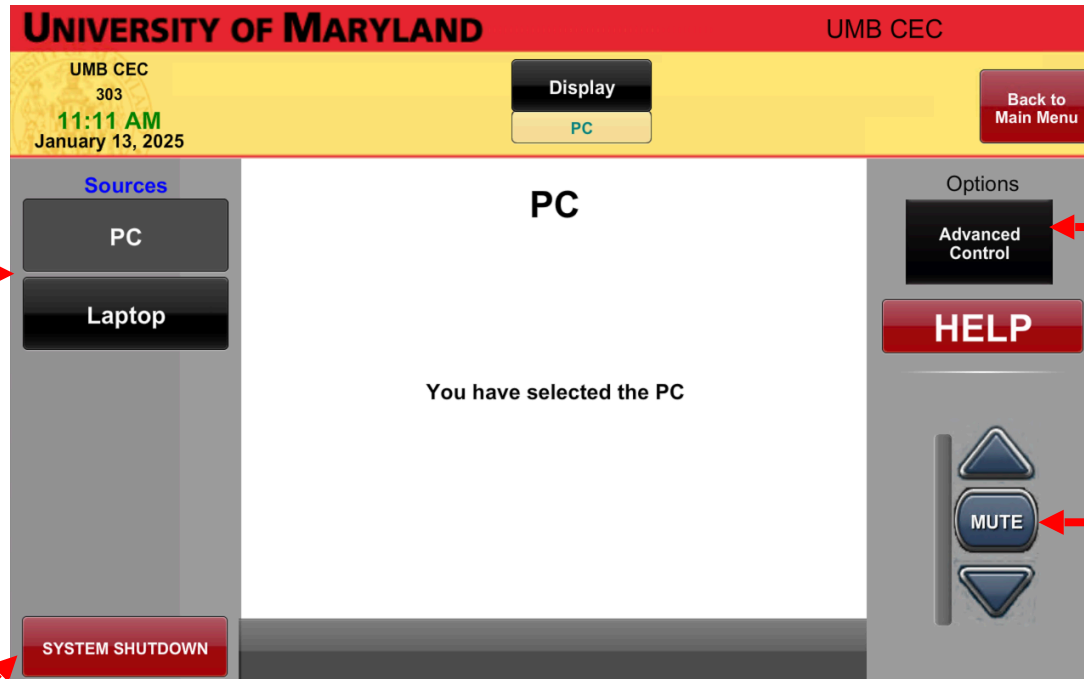 UNIVERSITY OF MARYLAND
UMB CEC
UMB CEC
303
11:11 AM
January 13, 2025
Display
PC
Back to
Main Menu
Sources
PC
Laptop
PC
You have selected the PC
Options
Advanced
Control
HELP
MUTE
SYSTEM SHUTDOWN